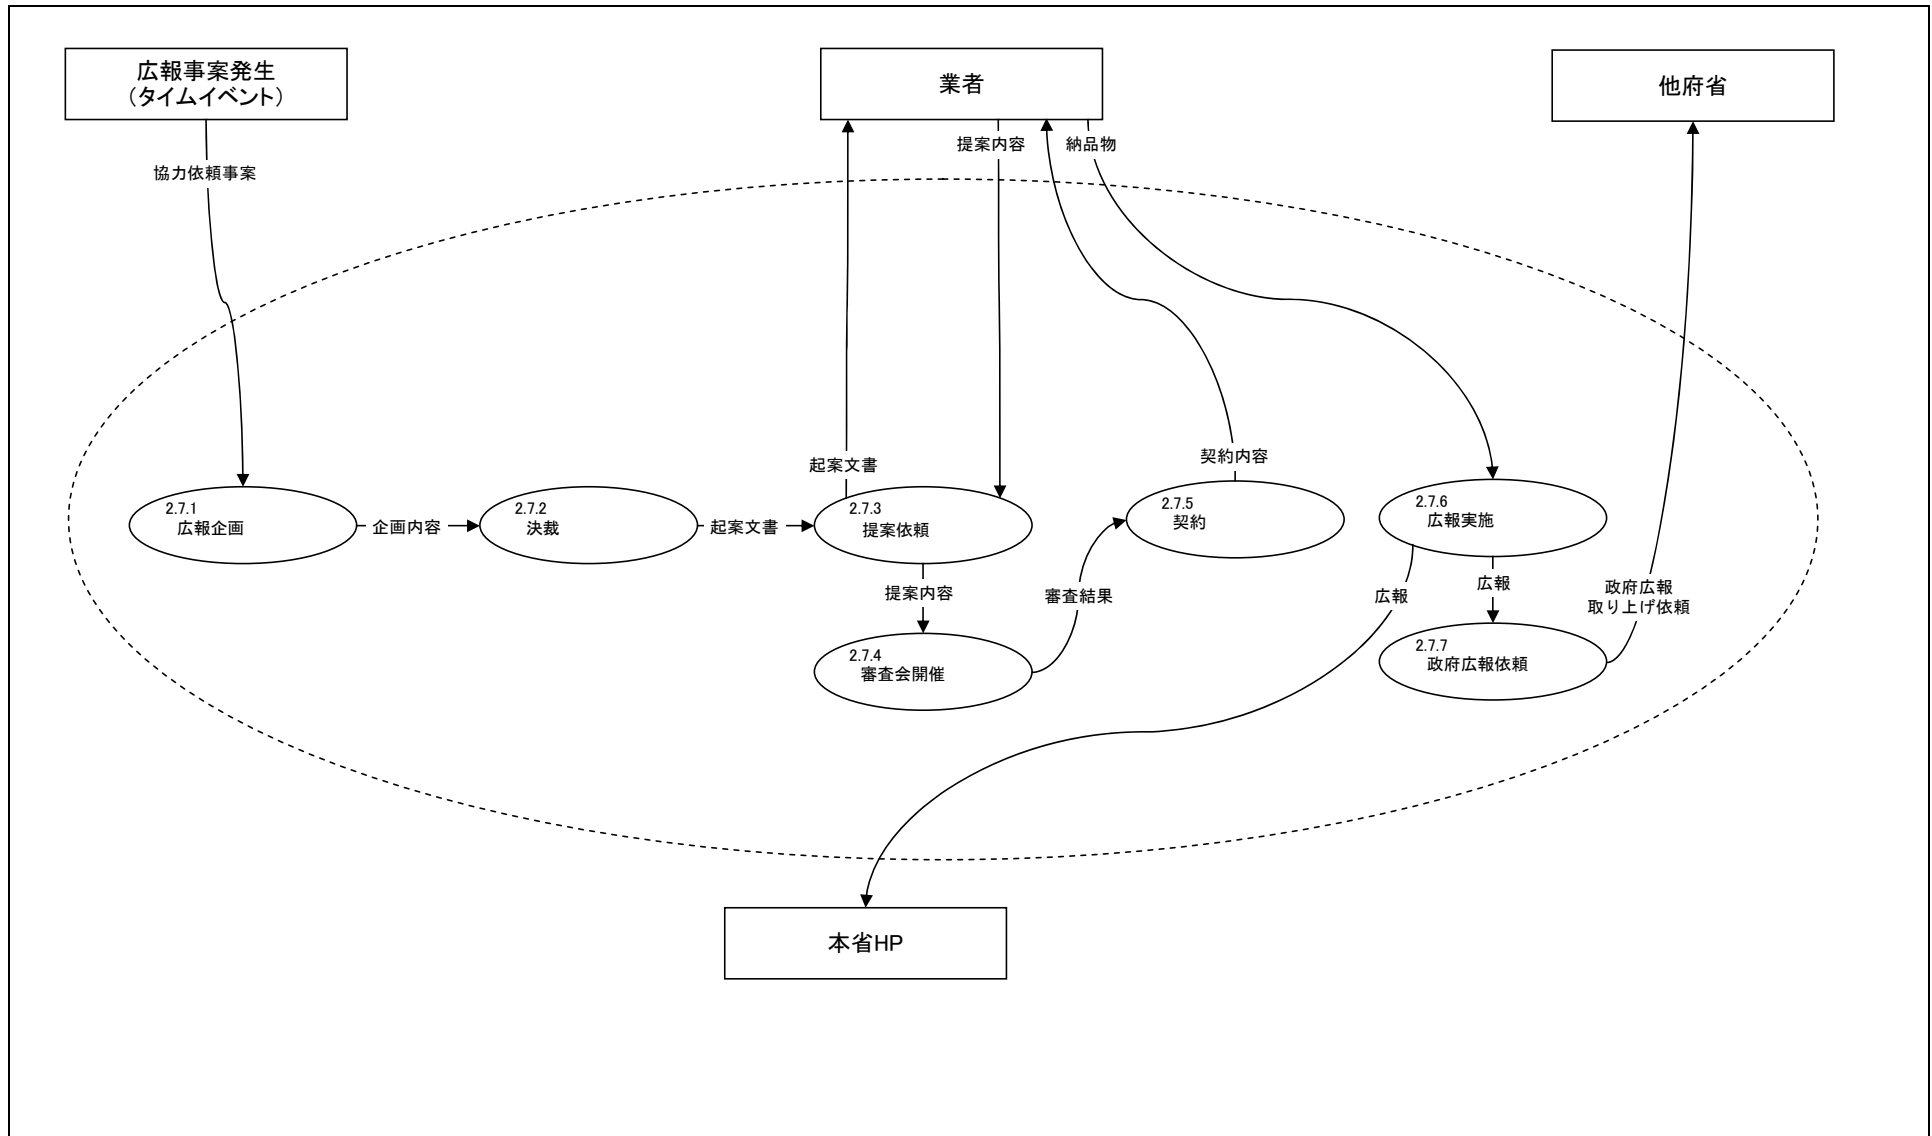 広報事案発生
（タイムイベント）
業者
他府省
協力依頼事案
提案内容
納品物
起案文書
契約内容
2.7.1
広報企画
企画内容
2.7.2
決裁
起案文書
2.7.3
提案依頼
2.7.5
契約
2.7.6
広報実施
提案内容
審査結果
広報
広報
政府広報
取り上げ依頼
2.7.4
審査会開催
2.7.7
政府広報依頼
本省HP